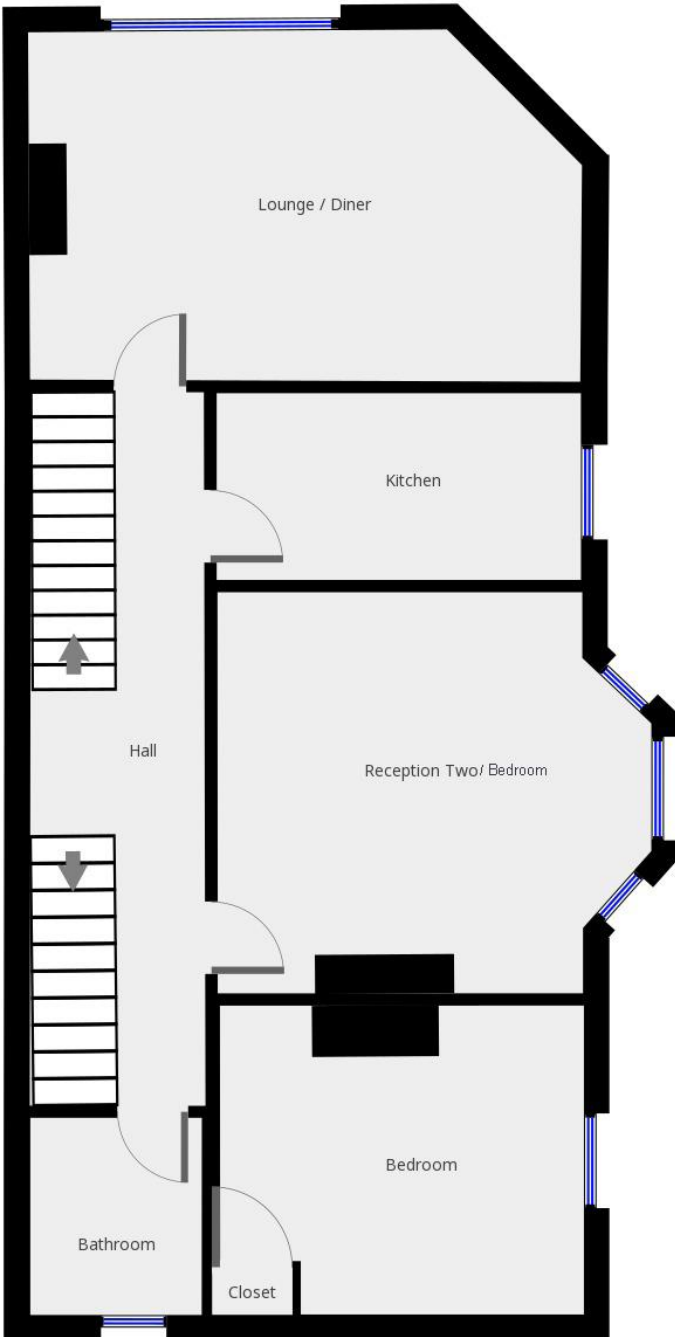 Lounge / Diner
Kitchen
Hall
Reception Two/ Bedroom
Bedroom
Bathroom
Closet